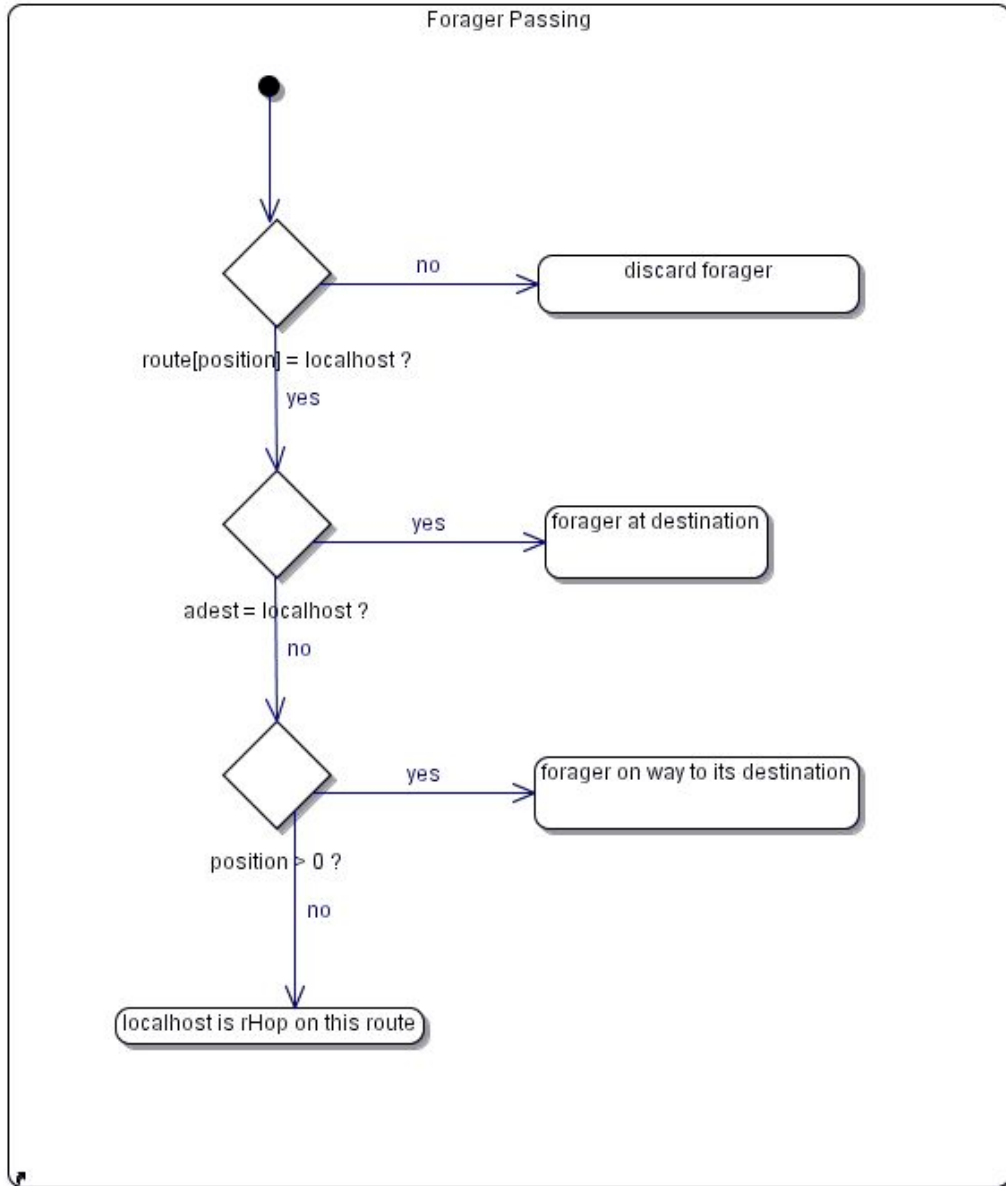 Forager Passing
no
discard forager
route[position] = localhost ?
yes
yes
forager at destination
adest = localhost ?
no
yes
forager on way to its destination
position > 0 ?
no
localhost is rHop on this route